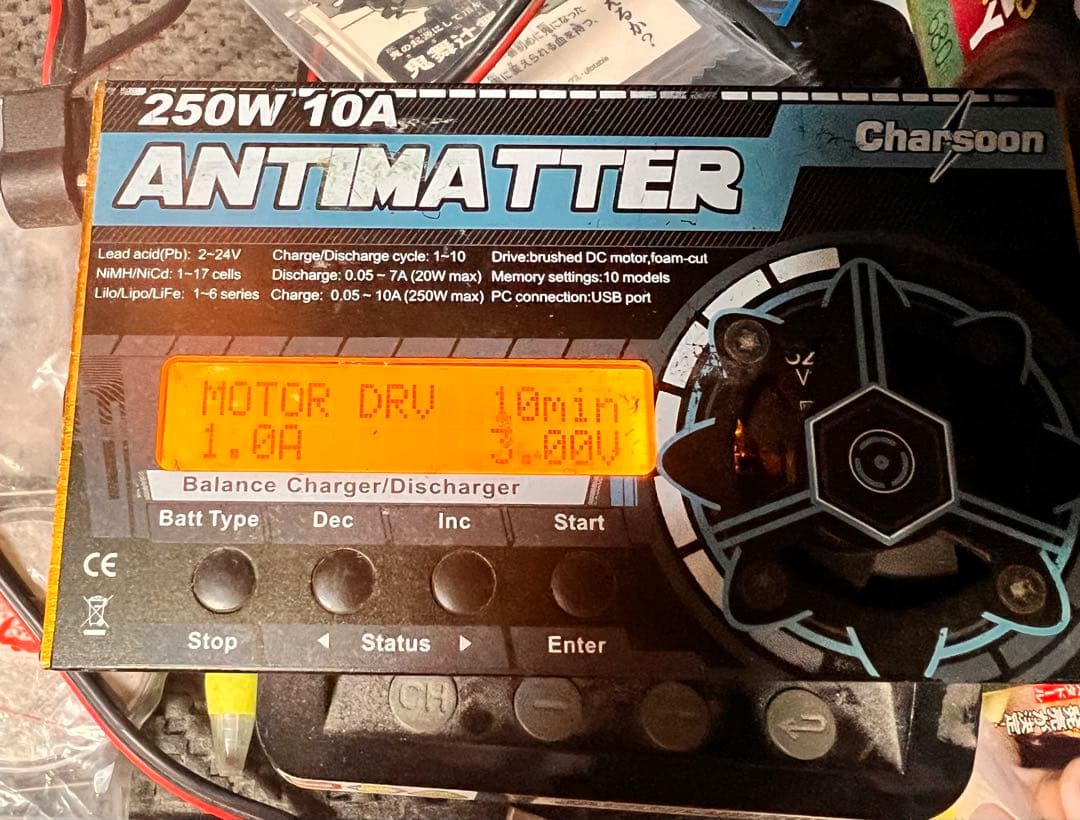 250W 10A
ANTIMATTER
Charsoon
Lead acid(Pb): 2~24V
NiMH/NiCd: 1~17 cells
LiIo/Lipo/LiFe: 1~6 series
Charge/Discharge cycle: 1~10
Discharge: 0.05 ~ 7A (20W max)
Charge: 0.05 ~ 10A (250W max)
Drive:brushed DC motor,foam-cut
Memory settings:10 models
PC connection:USB port
MOTOR DRV 10min
1.0A 3.00V
Balance Charger/Discharger
Batt Type Dec Inc Start
CE
Stop ◄ Status ► Enter
CH
680